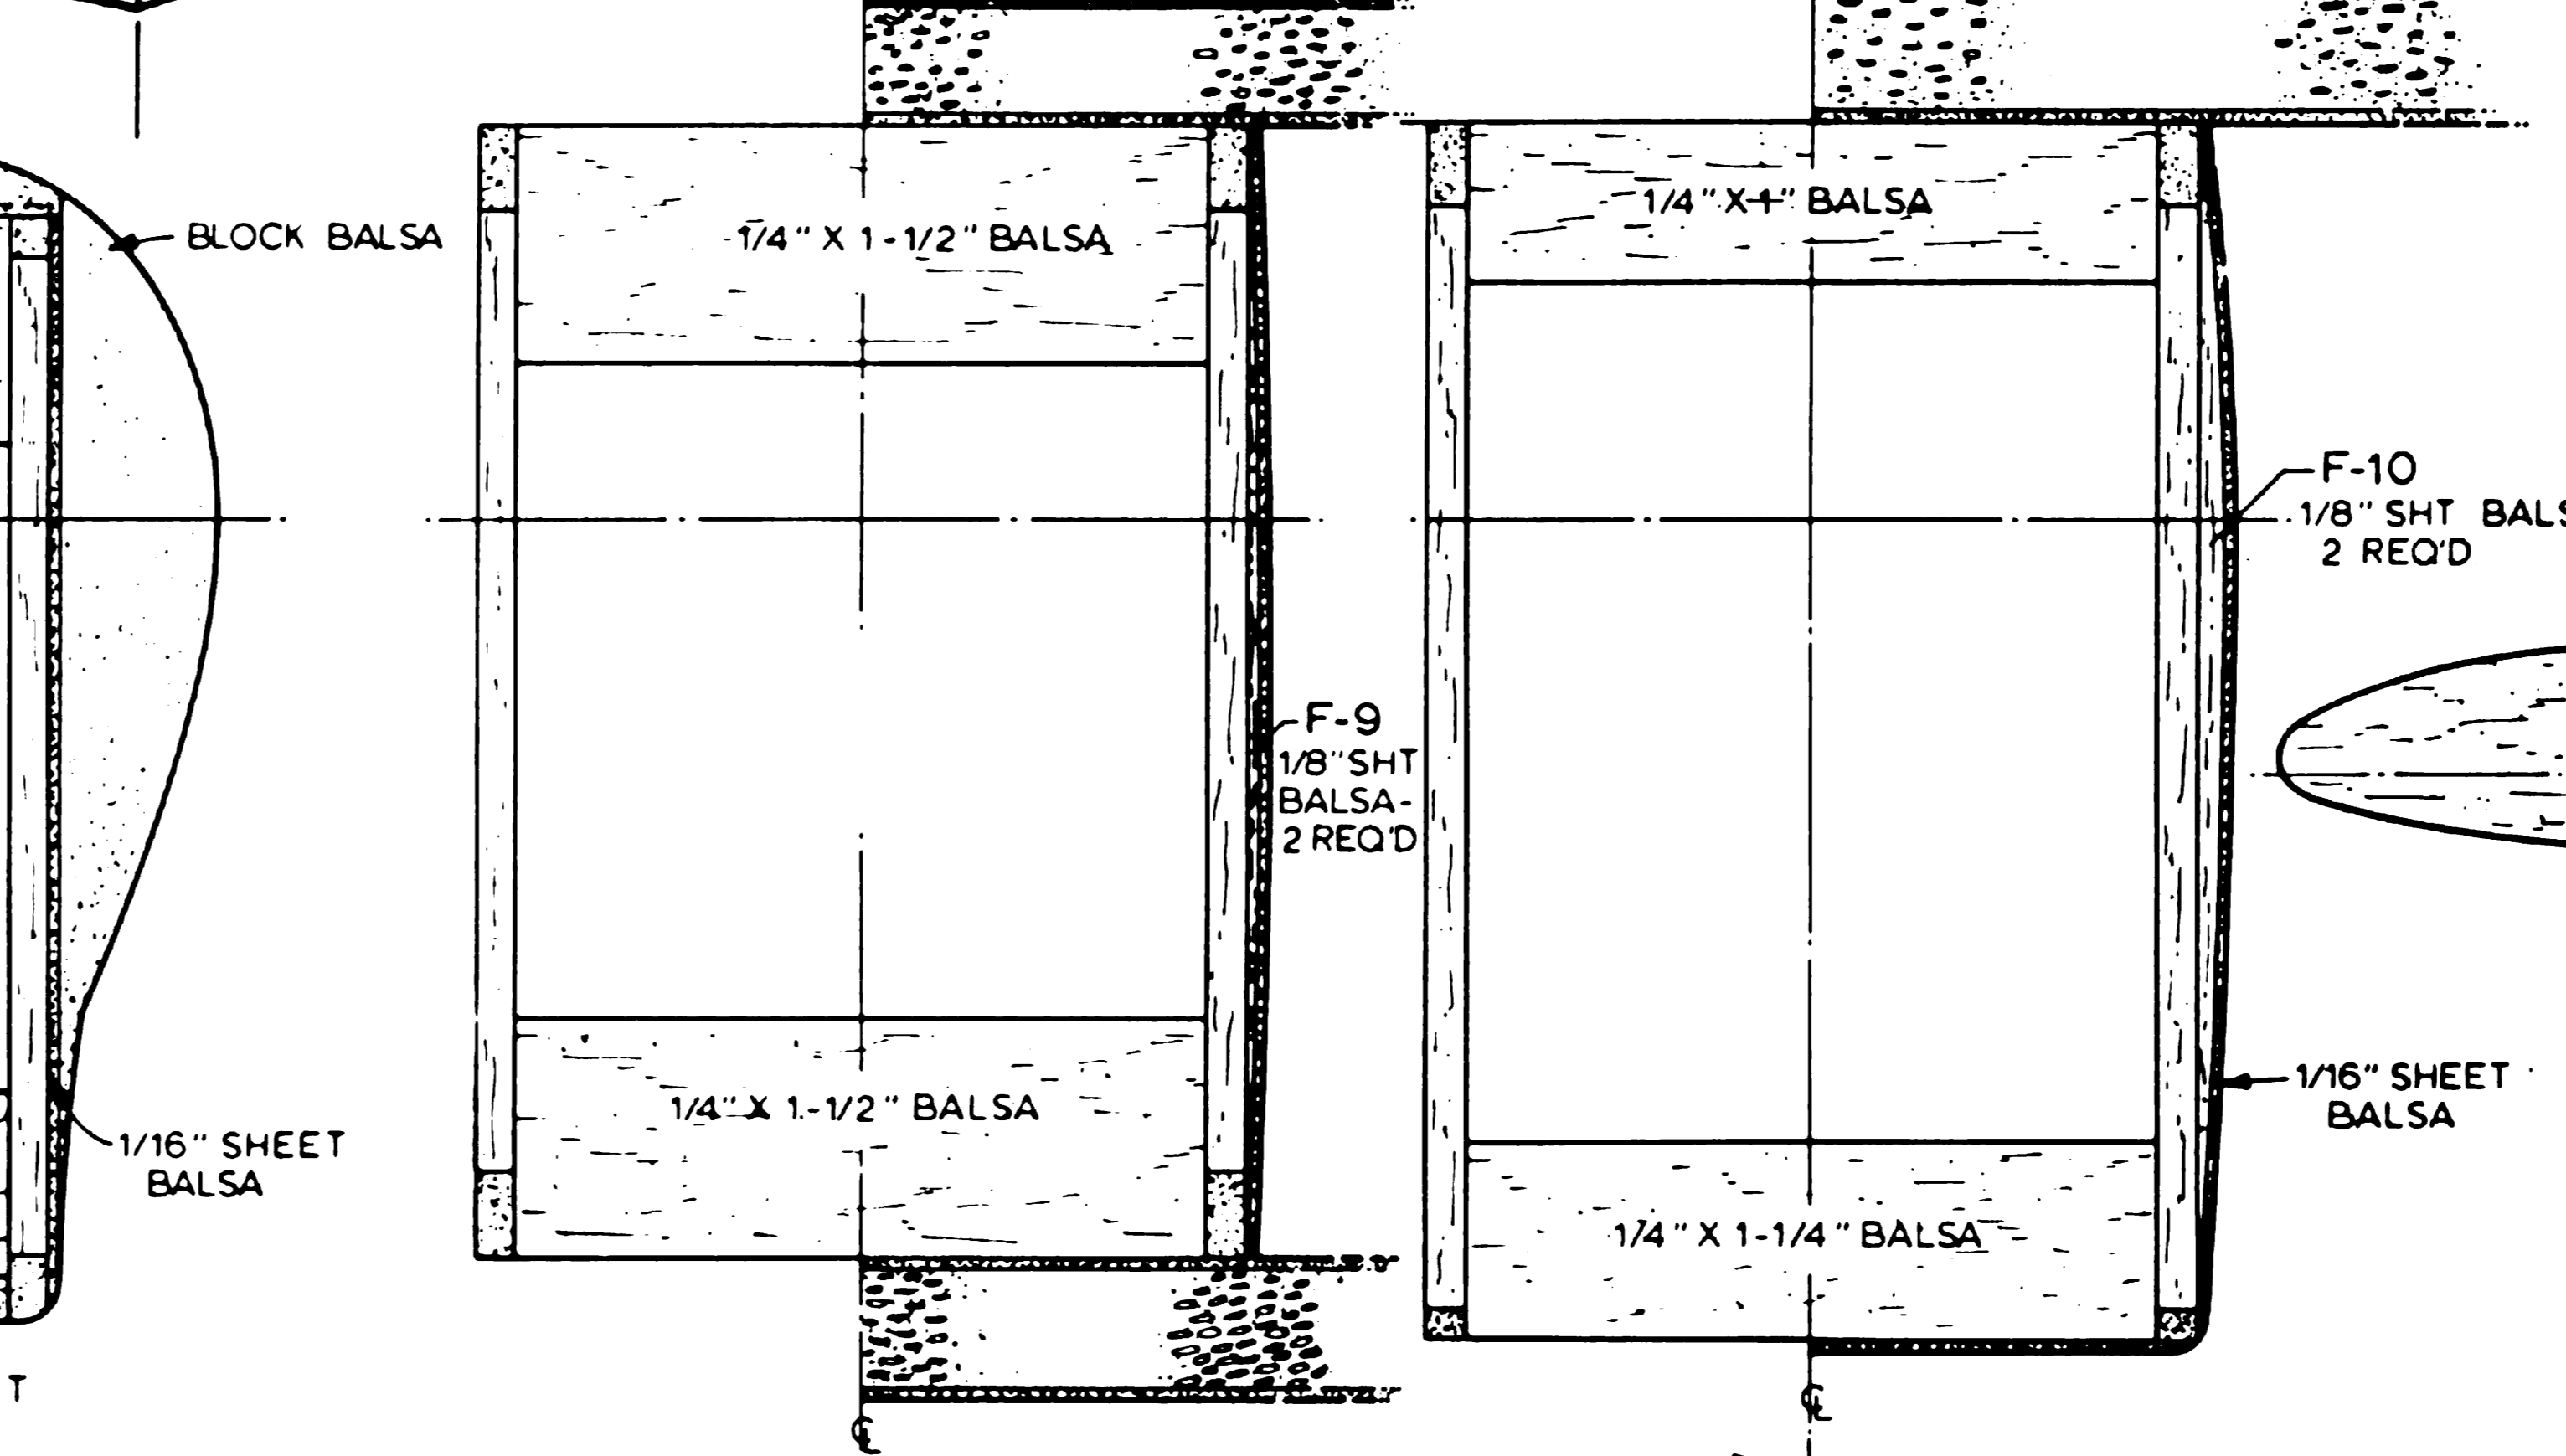 BLOCK BALSA
1/16" SHEET
BALSA
T
1/4" X 1-1/2" BALSA
F-9
1/8" SHT
BALSA-
2 REQ'D
1/4" X 1-1/2" BALSA
℄
1/4" X 1" BALSA
F-10
1/8" SHT BALS
2 REQ'D
1/16" SHEET
BALSA
1/4" X 1-1/4" BALSA
℄